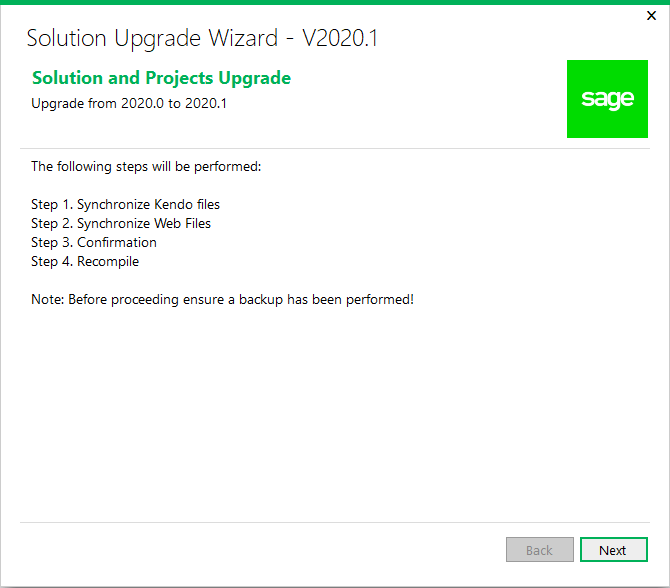 Solution Upgrade Wizard - V2020.1
Solution and Projects Upgrade
Upgrade from 2020.0 to 2020.1
sage
The following steps will be performed:
Step 1. Synchronize Kendo files
Step 2. Synchronize Web Files
Step 3. Confirmation
Step 4. Recompile
Note: Before proceeding ensure a backup has been performed!
Back
Next